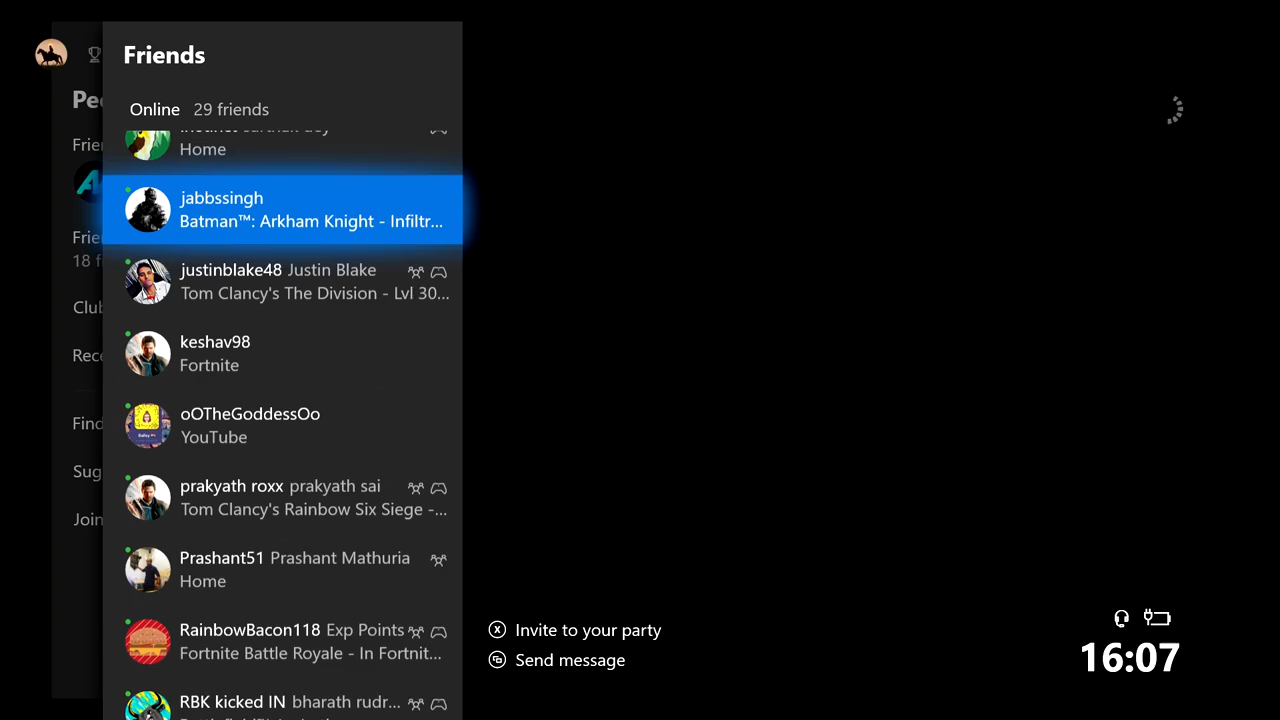 Friends
Online 29 friends
Home
jabbssingh
Batman™: Arkham Knight - Infiltr...
justinblake48 Justin Blake
Tom Clancy's The Division - Lvl 30...
keshav98
Fortnite
oOTheGoddessOo
YouTube
prakyath roxx prakyath sai
Tom Clancy's Rainbow Six Siege -...
Prashant51 Prashant Mathuria
Home
RainbowBacon118 Exp Points
Fortnite Battle Royale - In Fortnit...
RBK kicked IN bharath rudr...
Invite to your party
Send message
16:07